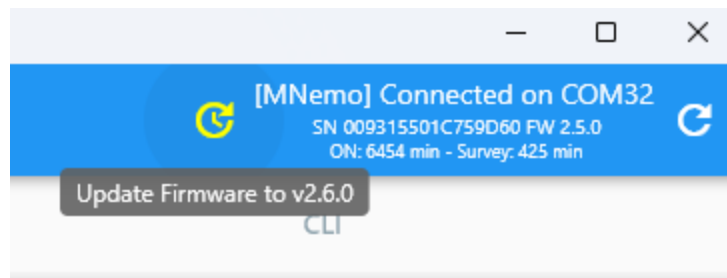 [MNemo] Connected on COM32
SN 009315501C759D60 FW 2.5.0
ON: 6454 min - Survey: 425 min
Update Firmware to v2.6.0
CLI